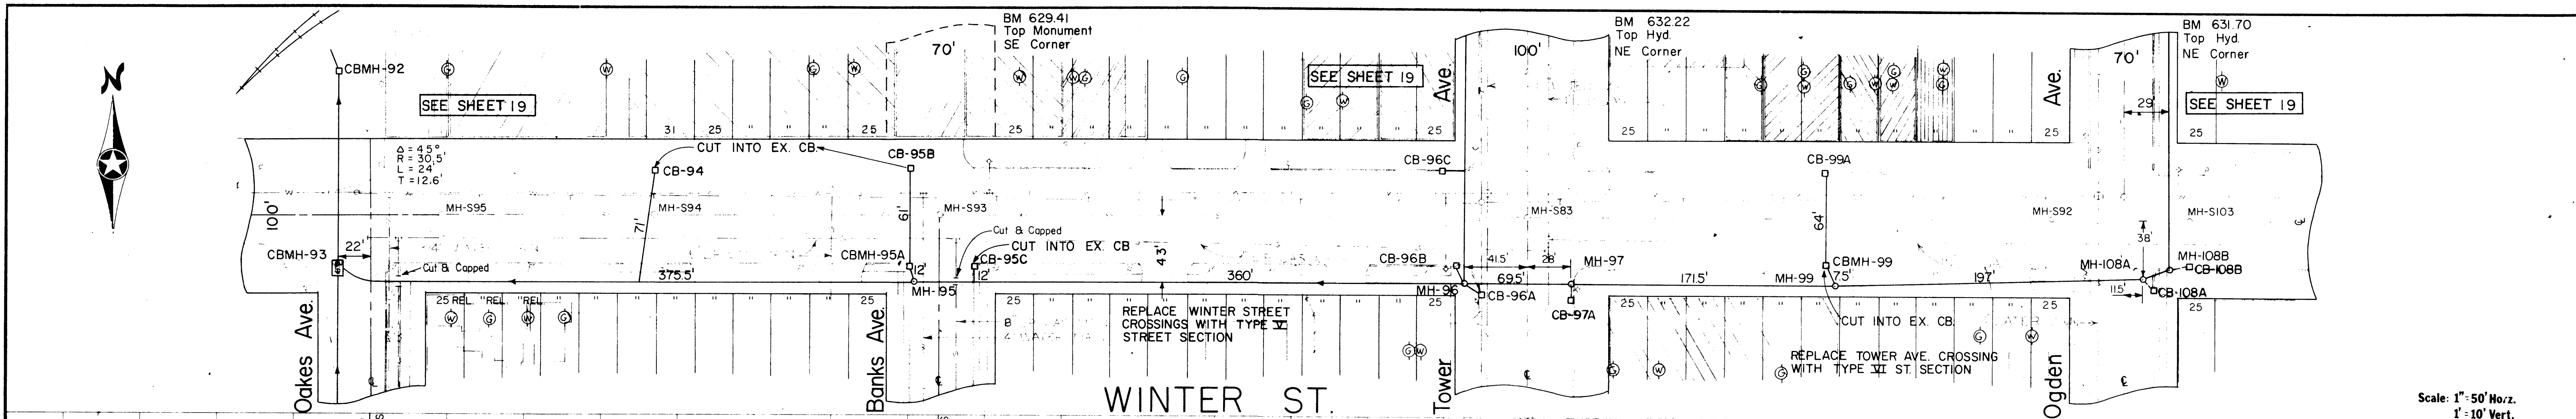 BM 629.41
Top Monument
SE Corner
BM 632.22
Top Hyd.
NE Corner
BM 631.70
Top Hyd.
NE Corner
N
CBMH-92
G
W
G
W
70'
W
W
G
G
SEE SHEET 19
G
W
Ave.
100'
G
G
W
G
W
W
G
W
W
G
Ave.
70'
W
SEE SHEET 19
SEE SHEET 19
29'
31
25
"
"
"
"
25
25
"
"
"
"
"
"
"
"
"
"
25
25
"
"
"
"
"
"
"
"
"
"
25
25
Δ = 45°
R = 30.5'
L = 24'
T = 12.6'
CUT INTO EX. CB.
CB-94
CB-95B
CB-96C
CB-99A
100'
MH-S95
71'
MH-S94
61'
MH-S93
MH-S83
64'
MH-S92
MH-S103
CBMH-93
22'
Cut & Capped
375.5'
CBMH-95A
12'
MH-95
CB-95C
12'
Cut & Capped
CUT INTO EX. CB
43'
360'
CB-96B
MH-96
41.5'
28'
69.5'
CB-96A
MH-97
CB-97A
171.5'
MH-99
CBMH-99
7.5'
197'
MH-108A
38'
MH-108B
CB-108B
11.5'
CB-108A
25
REL.
"REL.
"REL.
"
"
"
25
25
"
"
25
25
25
25
W
G
W
G
REPLACE WINTER STREET
CROSSINGS WITH TYPE V
STREET SECTION
G
W
CUT INTO EX. CB.
G
W
G
W
G
REPLACE TOWER AVE. CROSSING
WITH TYPE VI ST. SECTION
Oakes Ave.
Banks Ave.
WINTER ST.
Tower
Ogden
Scale: 1"=50' Horz.
1'=10' Vert.